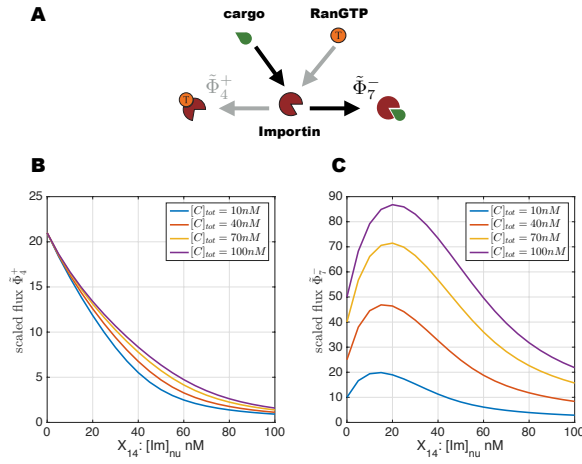 A
cargo
RanGTP
T
T
Φ̃₄⁺
Φ̃₇⁻
Importin
B
C
25
20
15
10
5
0
scaled flux Φ̃₄⁺
[C]tot = 10nM
[C]tot = 40nM
[C]tot = 70nM
[C]tot = 100nM
0 20 40 60 80 100
X₁₄: [Im]nu nM
90
80
70
60
50
40
30
20
10
0
scaled flux Φ̃₇⁻
[C]tot = 10nM
[C]tot = 40nM
[C]tot = 70nM
[C]tot = 100nM
0 20 40 60 80 100
X₁₄: [Im]nu nM